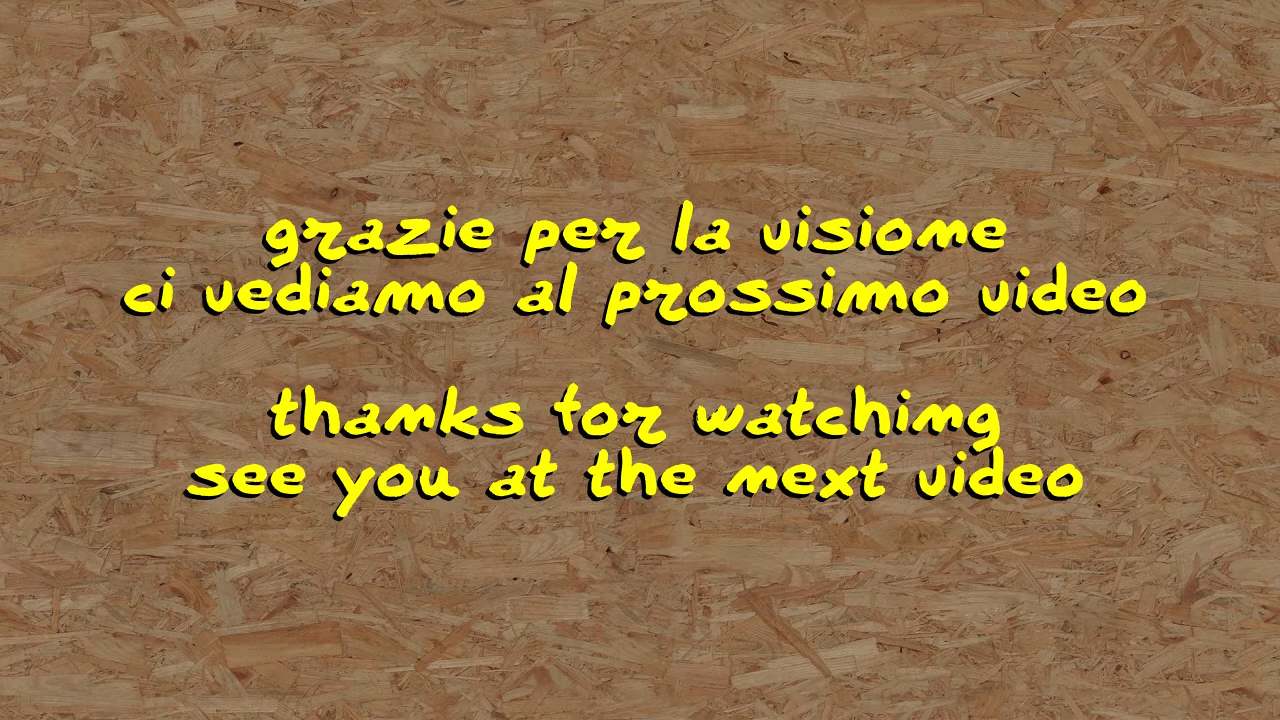 grazie per la visione
ci vediamo al prossimo video
thanks for watching
see you at the next video